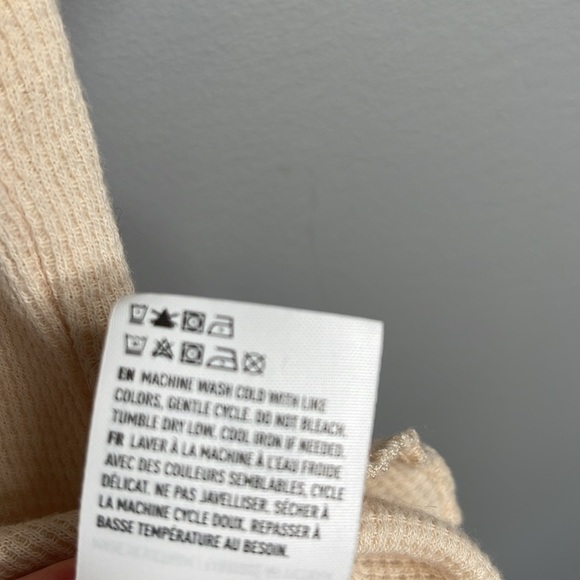 EN MACHINE WASH COLD WITH LIKE
COLORS, GENTLE CYCLE. DO NOT BLEACH.
TUMBLE DRY LOW, COOL IRON IF NEEDED.
FR LAVER À LA MACHINE À L'EAU FROIDE
AVEC DES COULEURS SEMBLABLES, CYCLE
DÉLICAT. NE PAS JAVELLISER. SÉCHER À
LA MACHINE CYCLE DOUX. REPASSER À
BASSE TEMPÉRATURE AU BESOIN.